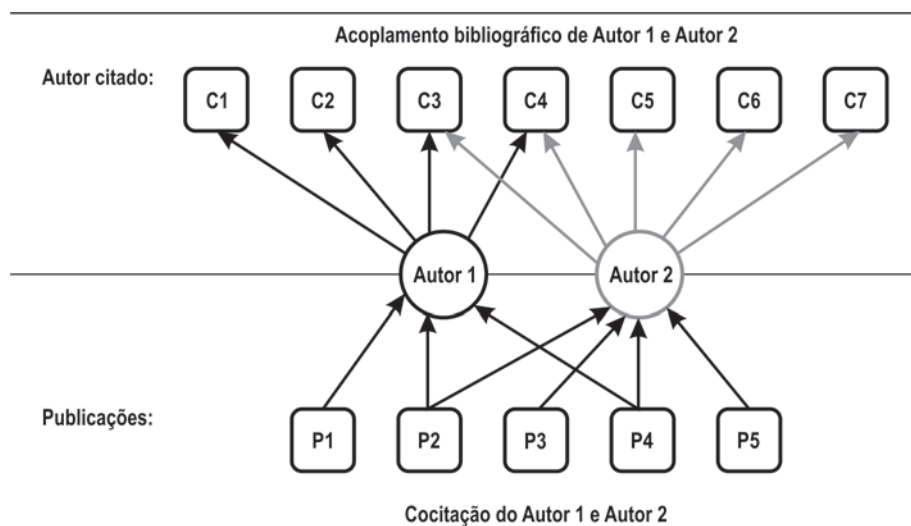 Acoplamento bibliográfico de Autor 1 e Autor 2
Autor citado:
C1 C2 C3 C4 C5 C6 C7
Autor 1 Autor 2
Publicações:
P1 P2 P3 P4 P5
Cocitação do Autor 1 e Autor 2